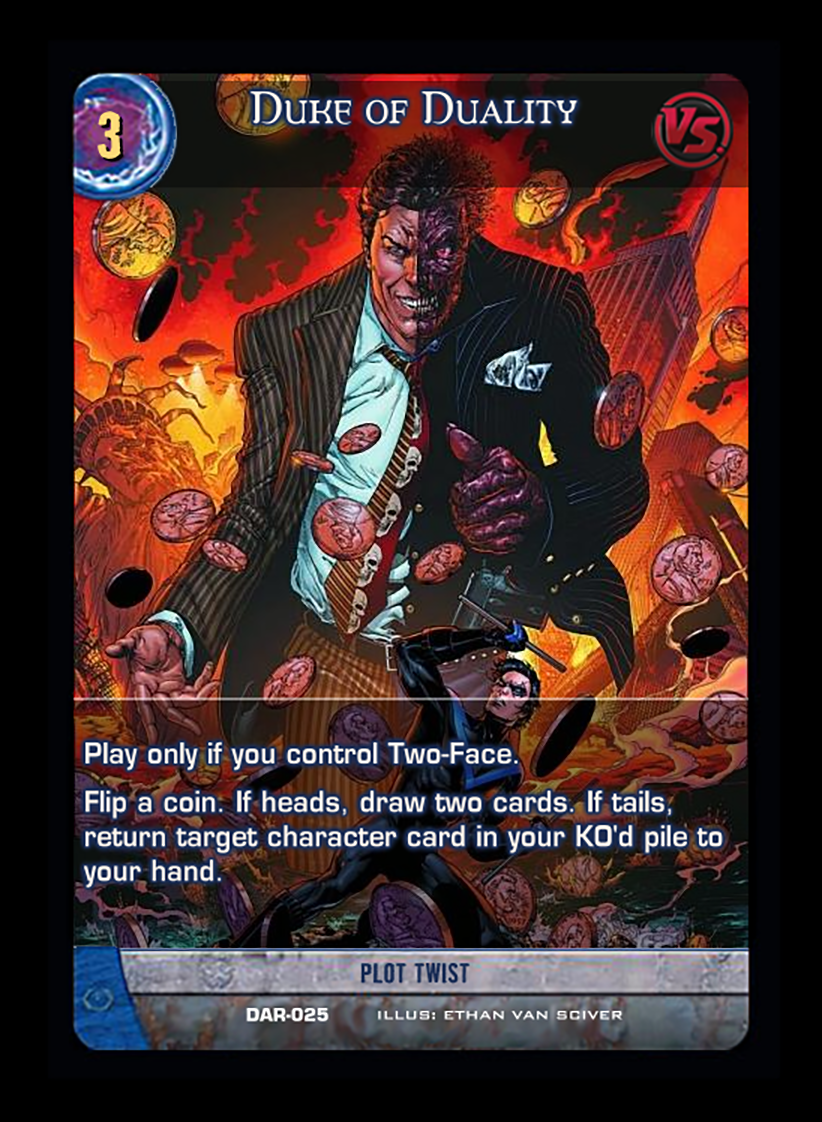 3
Duke of Duality
VS.
Play only if you control Two-Face.
Flip a coin. If heads, draw two cards. If tails,
return target character card in your KO'd pile to
your hand.
PLOT TWIST
DAR-025 ILLUS: ETHAN VAN SCIVER